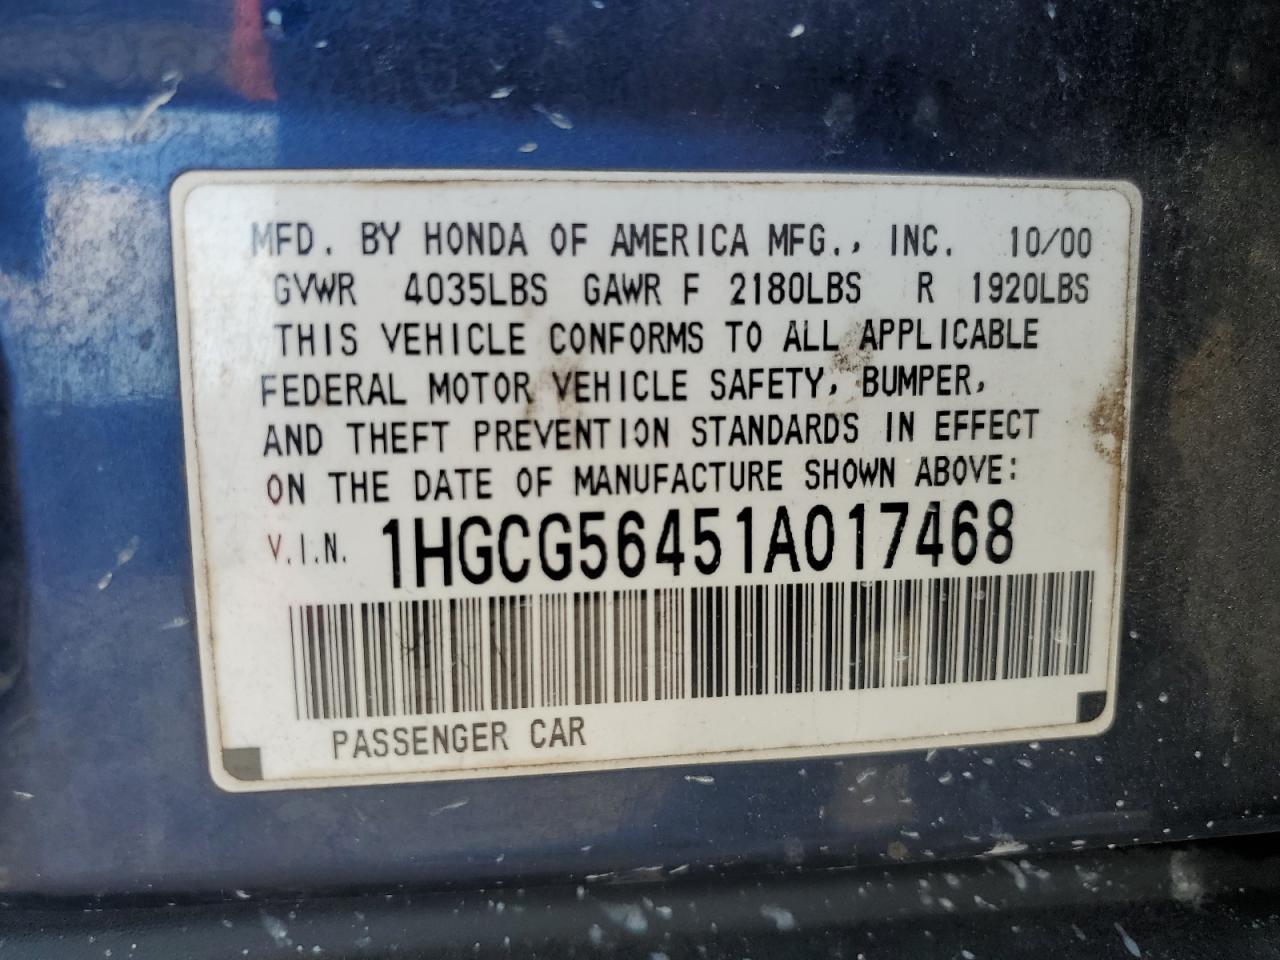 MFD. BY HONDA OF AMERICA MFG., INC. 10/00
GVWR 4035LBS GAWR F 2180LBS R 1920LBS
THIS VEHICLE CONFORMS TO ALL APPLICABLE
FEDERAL MOTOR VEHICLE SAFETY, BUMPER,
AND THEFT PREVENTION STANDARDS IN EFFECT
ON THE DATE OF MANUFACTURE SHOWN ABOVE:
V.I.N. 1HGCG56451A017468
PASSENGER CAR